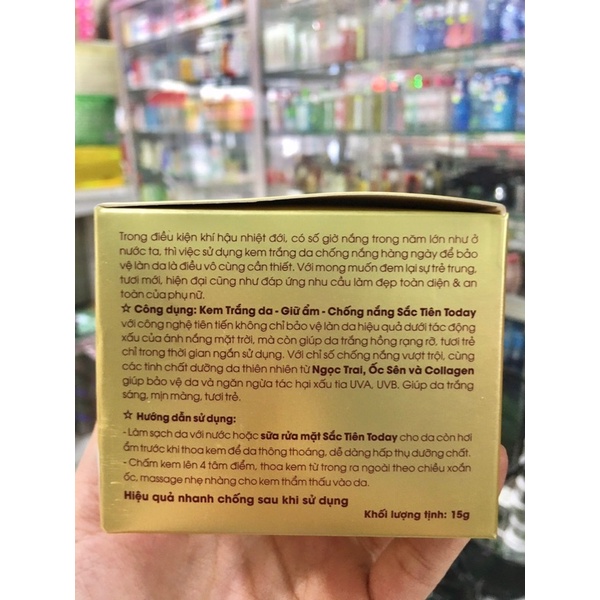 Trong điều kiện khí hậu nhiệt đới, có số giờ nắng trong năm lớn như ở
nước ta, thì việc sử dụng kem trắng da chống nắng hàng ngày để bảo
vệ làn da là điều vô cùng cần thiết. Với mong muốn đem lại sự trẻ trung,
tươi mới, hiện đại cũng như đáp ứng nhu cầu làm đẹp toàn diện & an
toàn của phụ nữ.
☆ Công dụng: Kem Trắng da - Giữ ẩm - Chống nắng Sắc Tiên Today
với công nghệ tiên tiến không chỉ bảo vệ làn da hiệu quả dưới tác động
xấu của ánh nắng mặt trời, mà còn giúp da trắng hồng rạng rỡ, tươi trẻ
chỉ trong thời gian ngắn sử dụng. Với chỉ số chống nắng vượt trội, cùng
các tinh chất dưỡng da thiên nhiên từ Ngọc Trai, Ốc Sên và Collagen
giúp bảo vệ da và ngăn ngừa tác hại xấu tia UVA, UVB. Giúp da trắng
sáng, mịn màng, tươi trẻ.
☆ Hướng dẫn sử dụng:
- Làm sạch da với nước hoặc sữa rửa mặt Sắc Tiên Today cho da còn hơi
ẩm trước khi thoa kem để da thông thoáng, dễ dàng hấp thụ dưỡng chất.
- Chấm kem lên 4 tâm điểm, thoa kem từ trong ra ngoài theo chiều xoắn
ốc, massage nhẹ nhàng cho kem thẩm thấu vào da.
Hiệu quả nhanh chống sau khi sử dụng
Khối lượng tịnh: 15g